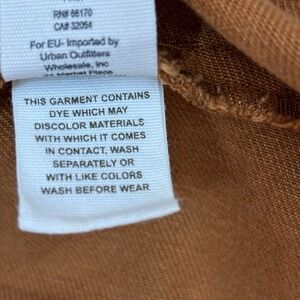 RN# 66170
CA# 32054
For EU- Imported by
Urban Outfitters
Wholesale, Inc
THIS GARMENT CONTAINS
DYE WHICH MAY
DISCOLOR MATERIALS
WITH WHICH IT COMES
IN CONTACT. WASH
SEPARATELY OR
WITH LIKE COLORS
WASH BEFORE WEAR